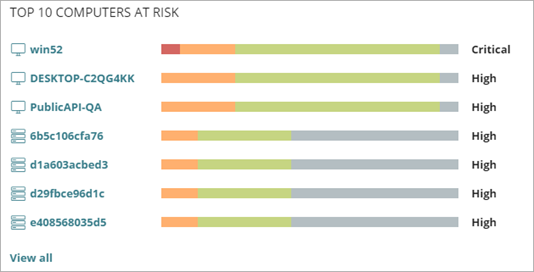 TOP 10 COMPUTERS AT RISK
win52 Critical
DESKTOP-C2QG4KK High
PublicAPI-QA High
6b5c106cfa76 High
d1a603acbed3 High
d29fbce96d1c High
e408568035d5 High
View all